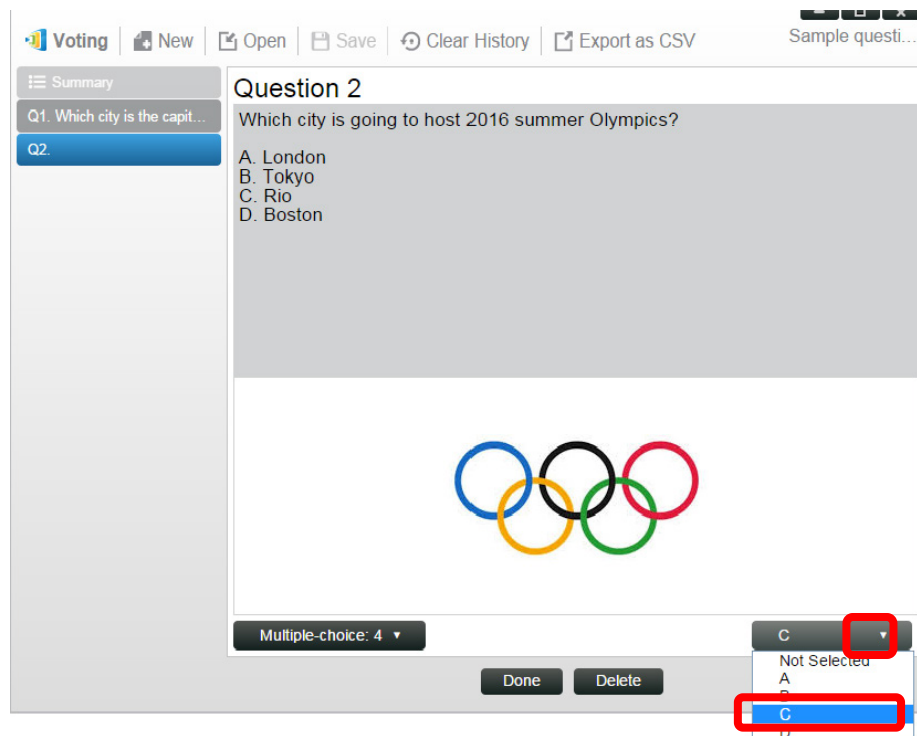 Voting New Open Save Clear History Export as CSV Sample questi...
Summary
Q1. Which city is the capit...
Q2.
Question 2
Which city is going to host 2016 summer Olympics?
A. London
B. Tokyo
C. Rio
D. Boston
Multiple-choice: 4 C
Not Selected
Done Delete
A
B
C
D